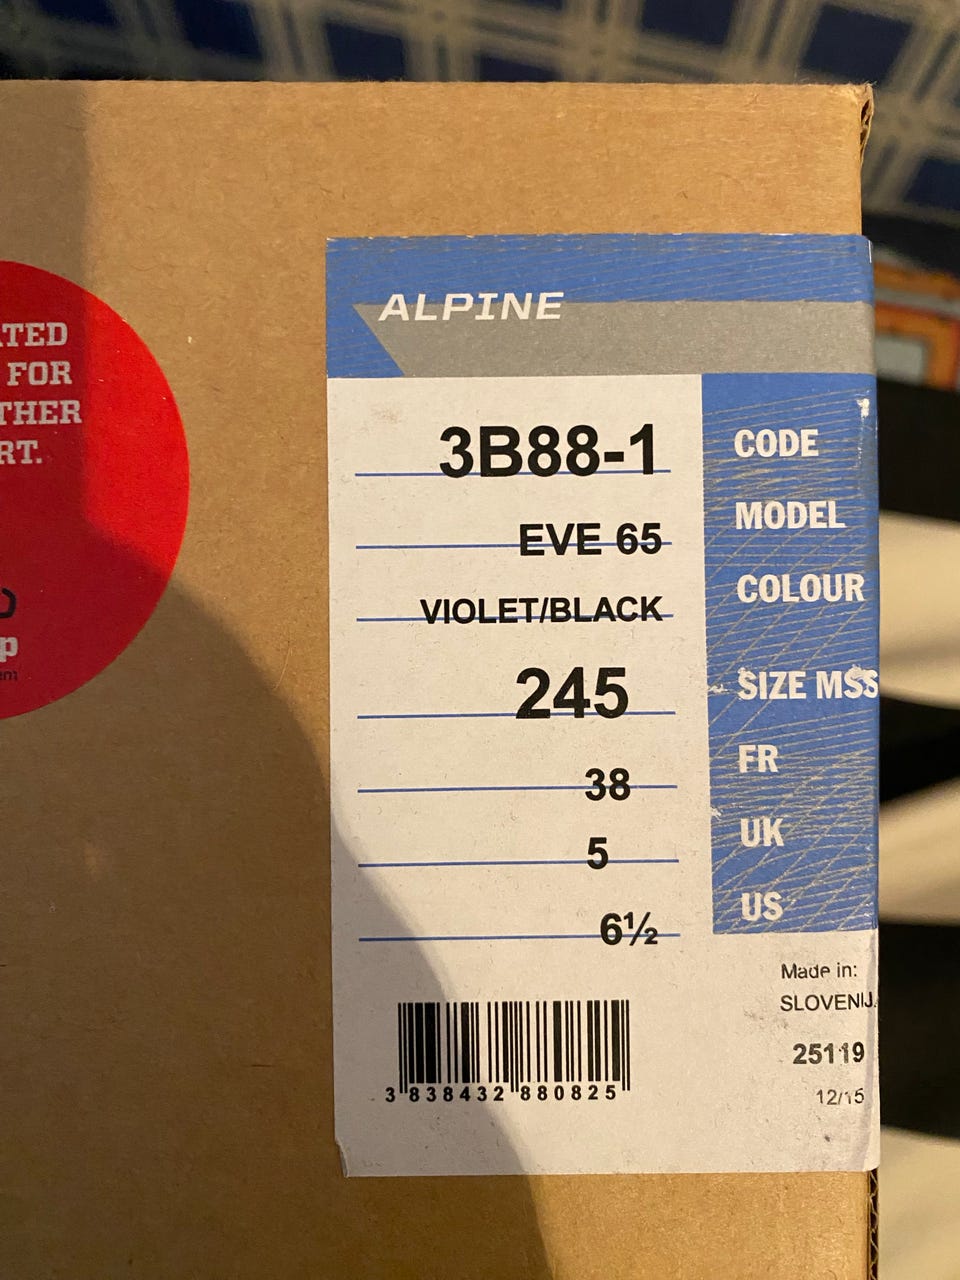 ATED
FOR
THER
RT.
p
ALPINE
3B88-1 CODE
EVE 65 MODEL
VIOLET/BLACK COLOUR
245 SIZE MSS
38 FR
5 UK
6½ US
Made in:
SLOVENIJ
25119
12/15
3 838432 880825